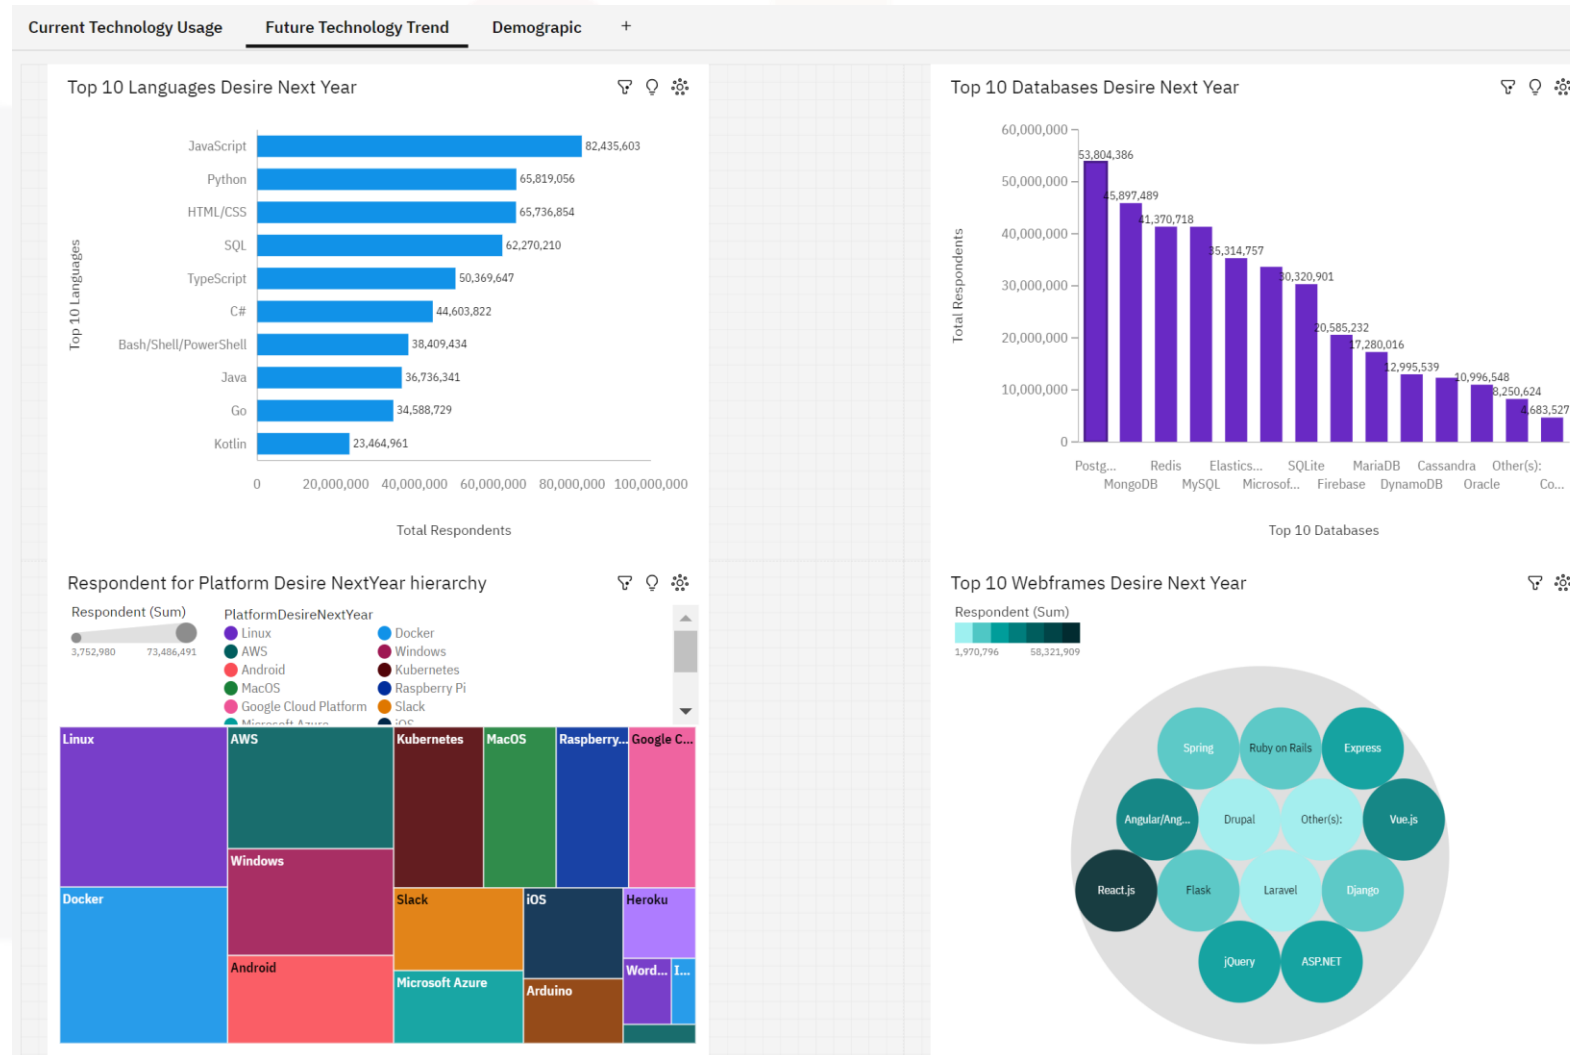 Current Technology Usage Future Technology Trend Demograpic +
Top 10 Languages Desire Next Year
Top 10 Languages
JavaScript 82,435,603
Python 65,819,056
HTML/CSS 65,736,854
SQL 62,270,210
TypeScript 50,369,647
C# 44,603,822
Bash/Shell/PowerShell 38,409,434
Java 36,736,341
Go 34,588,729
Kotlin 23,464,961
0 20,000,000 40,000,000 60,000,000 80,000,000 100,000,000
Total Respondents
Top 10 Databases Desire Next Year
Total Respondents
60,000,000
50,000,000
40,000,000
30,000,000
20,000,000
10,000,000
0
53,804,386
45,897,489
41,370,718
35,314,757
30,320,901
20,585,232
17,280,016
12,995,539
10,996,548
8,250,624
4,683,527
Postg... Redis Elastics... SQLite MariaDB Cassandra Other(s):
MongoDB MySQL Microsof... Firebase DynamoDB Oracle Co...
Top 10 Databases
Respondent for Platform Desire NextYear hierarchy
Respondent (Sum)
3,752,980 73,486,491
PlatformDesireNextYear
Linux Docker
AWS Windows
Android Kubernetes
MacOS Raspberry Pi
Google Cloud Platform Slack
Microsoft Azure iOS
Linux
AWS
Kubernetes
MacOS
Raspberry...
Google C...
Windows
Docker
Slack
iOS
Heroku
Android
Microsoft Azure
Arduino
Word...
I...
Top 10 Webframes Desire Next Year
Respondent (Sum)
1,970,796 58,321,909
Spring
Ruby on Rails
Express
Angular/Ang...
Drupal
Other(s):
Vue.js
React.js
Flask
Laravel
Django
jQuery
ASP.NET